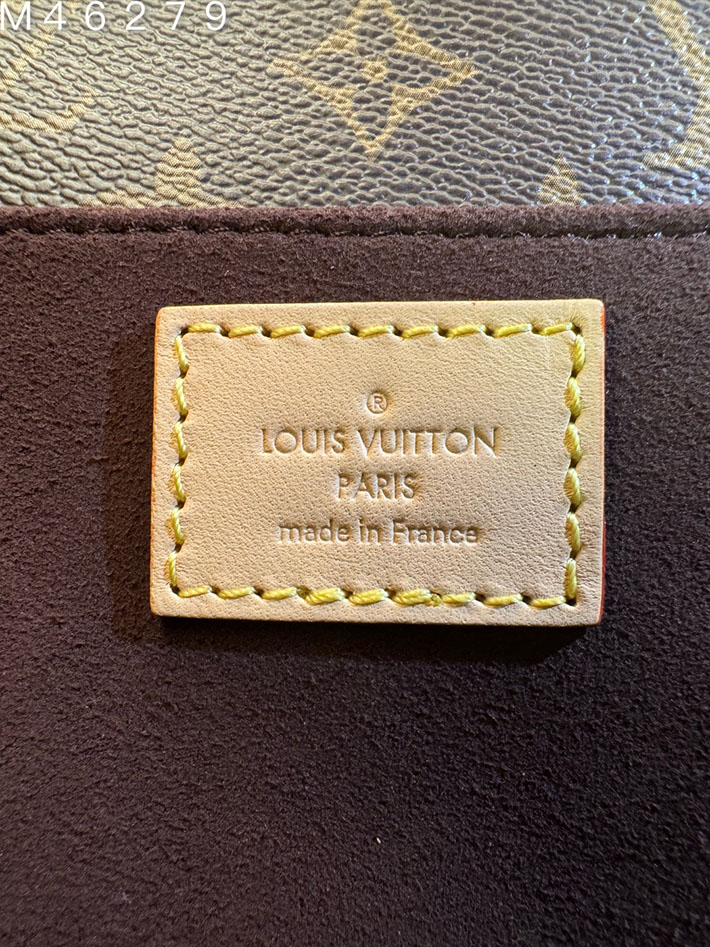 M46279
®
LOUIS VUITTON
PARIS
made in France